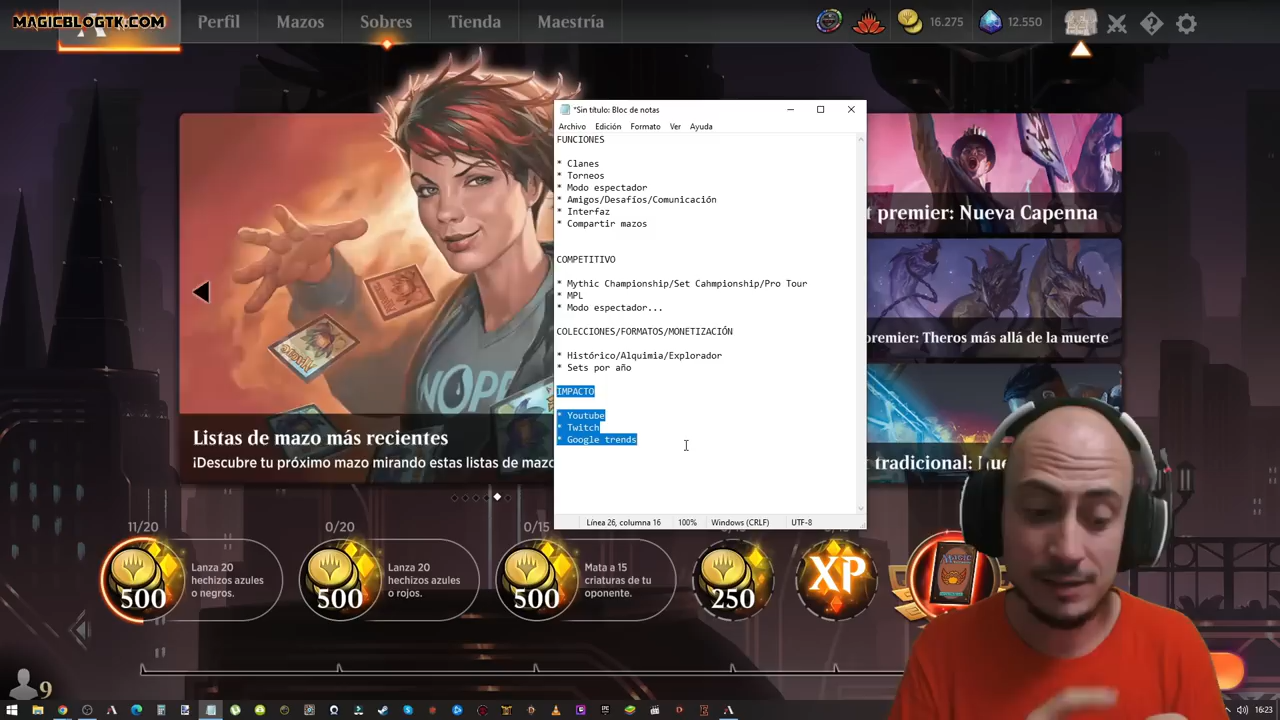 MAGICBLOGTK.COM
Perfil
Mazos
Sobres
Tienda
Maestría
16.275
12.550
*Sin título: Bloc de notas
Archivo Edición Formato Ver Ayuda
FUNCIONES
* Clanes
* Torneos
* Modo espectador
* Amigos/Desafíos/Comunicación
* Interfaz
* Compartir mazos
COMPETITIVO
* Mythic Championship/Set Cahmpionship/Pro Tour
* MPL
* Modo espectador...
COLECCIONES/FORMATOS/MONETIZACIÓN
* Histórico/Alquimia/Explorador
* Sets por año
IMPACTO
* Youtube
* Twitch
* Google trends
Línea 26, columna 16
100%
Windows (CRLF)
UTF-8
NOPE
Listas de mazo más recientes
¡Descubre tu próximo mazo mirando estas listas de mazo
premier: Nueva Capenna
premier: Theros más allá de la muerte
tradicional:
11/20
500
Lanza 20
hechizos azules
o negros.
0/20
500
Lanza 20
hechizos azules
o rojos.
0/15
500
Mata a 15
criaturas de tu
oponente.
250
XP
9
16:23